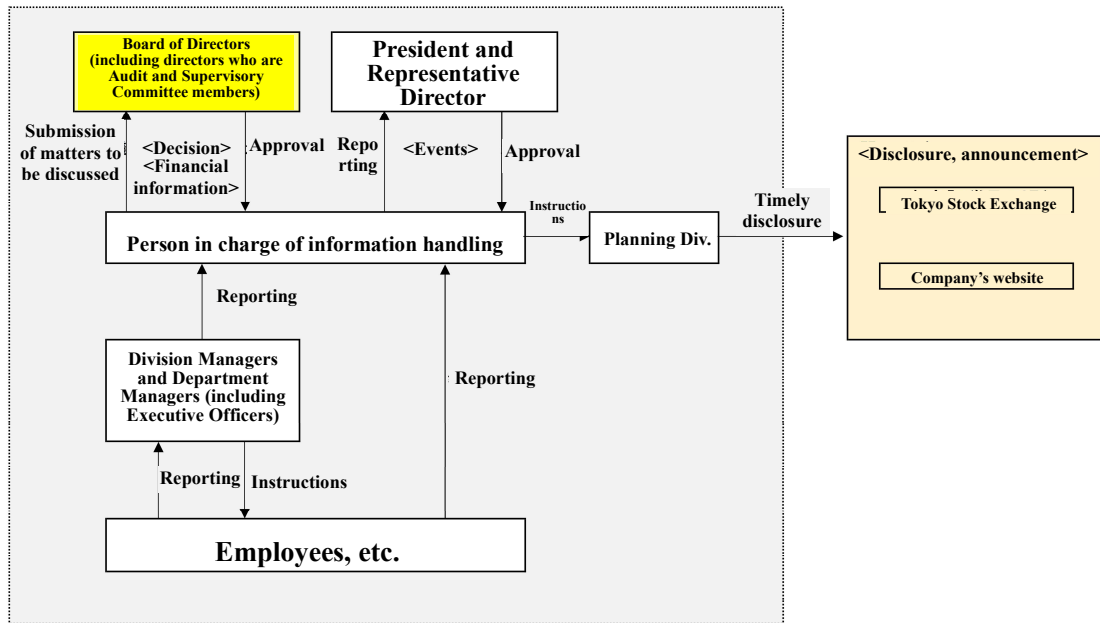 Board of Directors
(including directors who are
Audit and Supervisory
Committee members)
President and
Representative
Director
Submission
of matters to
be discussed
<Decision>
<Financial
information>
Approval
Repo
rting
<Events>
Approval
Person in charge of information handling
Instructio
ns
Planning Div.
Timely
disclosure
<Disclosure, announcement>
Tokyo Stock Exchange
Company’s website
Reporting
Division Managers
and Department
Managers (including
Executive Officers)
Reporting
Reporting
Instructions
Employees, etc.